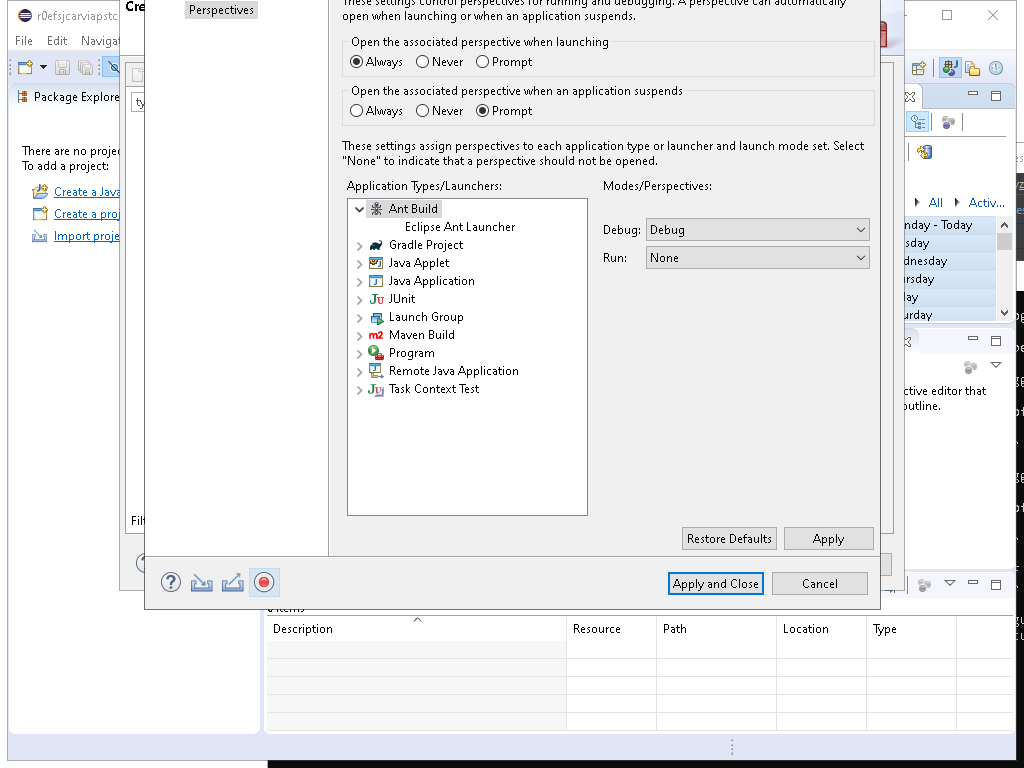 r0efsjcarviapstc
Cre
Perspectives
These settings control perspectives for running and debugging. A perspective can automatically
open when launching or when an application suspends.
File Edit Navigat
Open the associated perspective when launching
Always Never Prompt
Package Explore
Open the associated perspective when an application suspends
Always Never Prompt
ty
There are no projec
To add a project:
Create a Java
Create a proj
Import proje
These settings assign perspectives to each application type or launcher and launch mode set. Select
"None" to indicate that a perspective should not be opened.
Application Types/Launchers:
Modes/Perspectives:
Ant Build
Eclipse Ant Launcher
Gradle Project
Java Applet
Java Application
JUnit
Launch Group
Maven Build
Program
Remote Java Application
Task Context Test
Debug: Debug
Run: None
All Activ...
nday - Today
sday
dnesday
ursday
ay
urday
ctive editor that
outline.
Filt
Restore Defaults Apply
Apply and Close Cancel
Description Resource Path Location Type